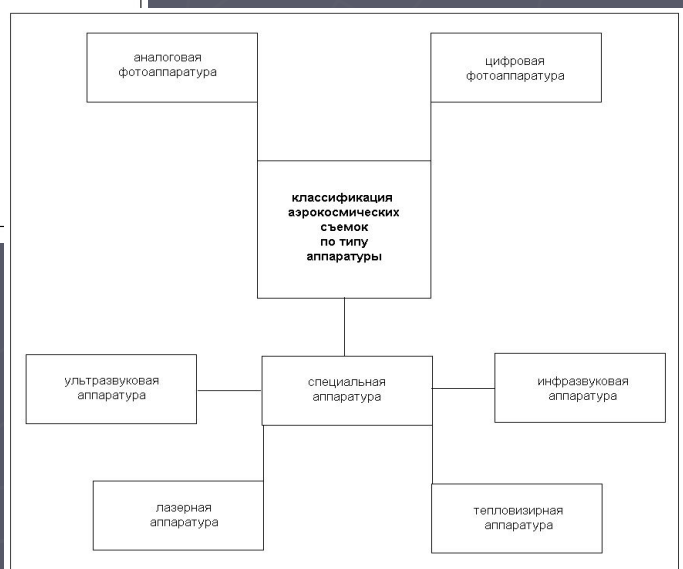 аналоговая
фотоаппаратура
цифровая
фотоаппаратура
классификация
аэрокосмических
съемок
по типу
аппаратуры
ультразвуковая
аппаратура
специальная
аппаратура
инфразвуковая
аппаратура
лазерная
аппаратура
тепловизирная
аппаратура